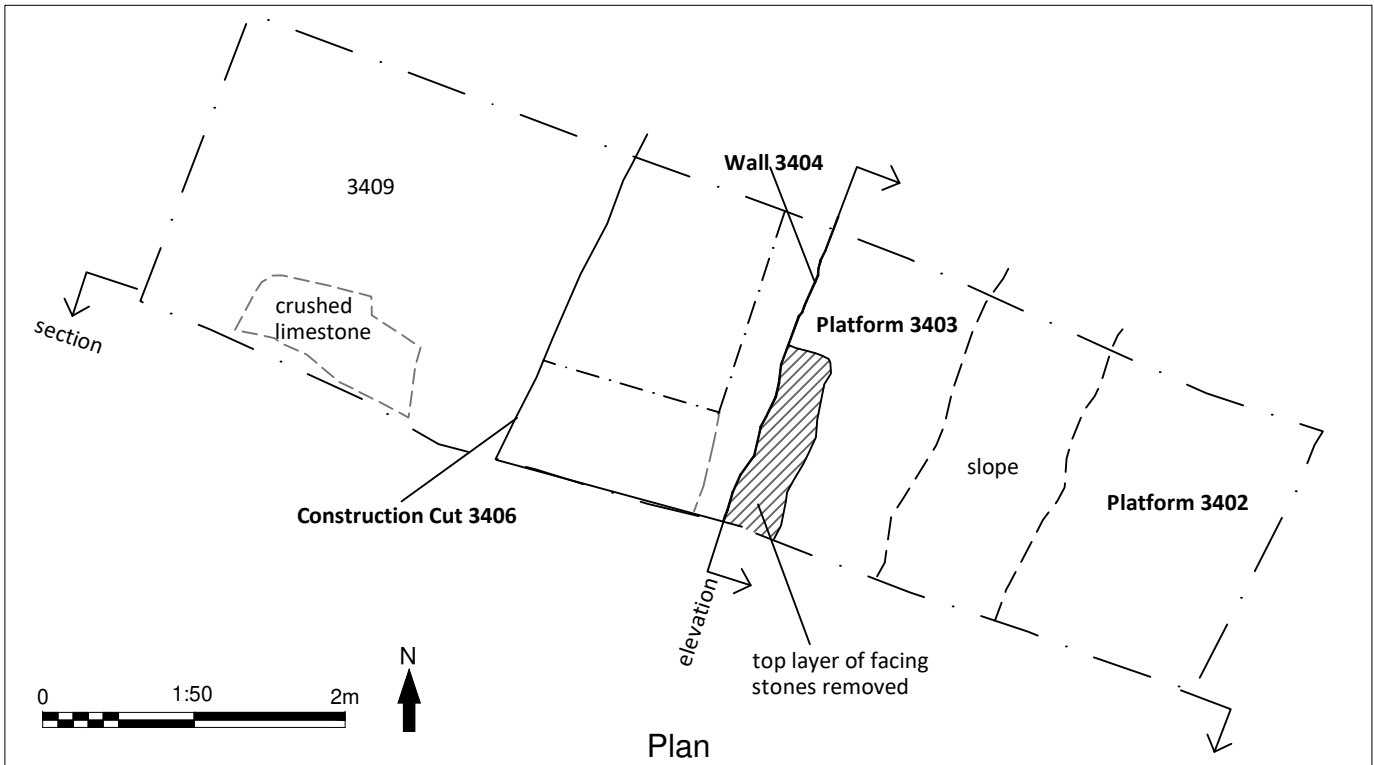 Wall 3404
3409
crushed
limestone
Platform 3403
section
slope
Platform 3402
Construction Cut 3406
elevation
top layer of facing
stones removed
N
0 1:50 2m
Plan